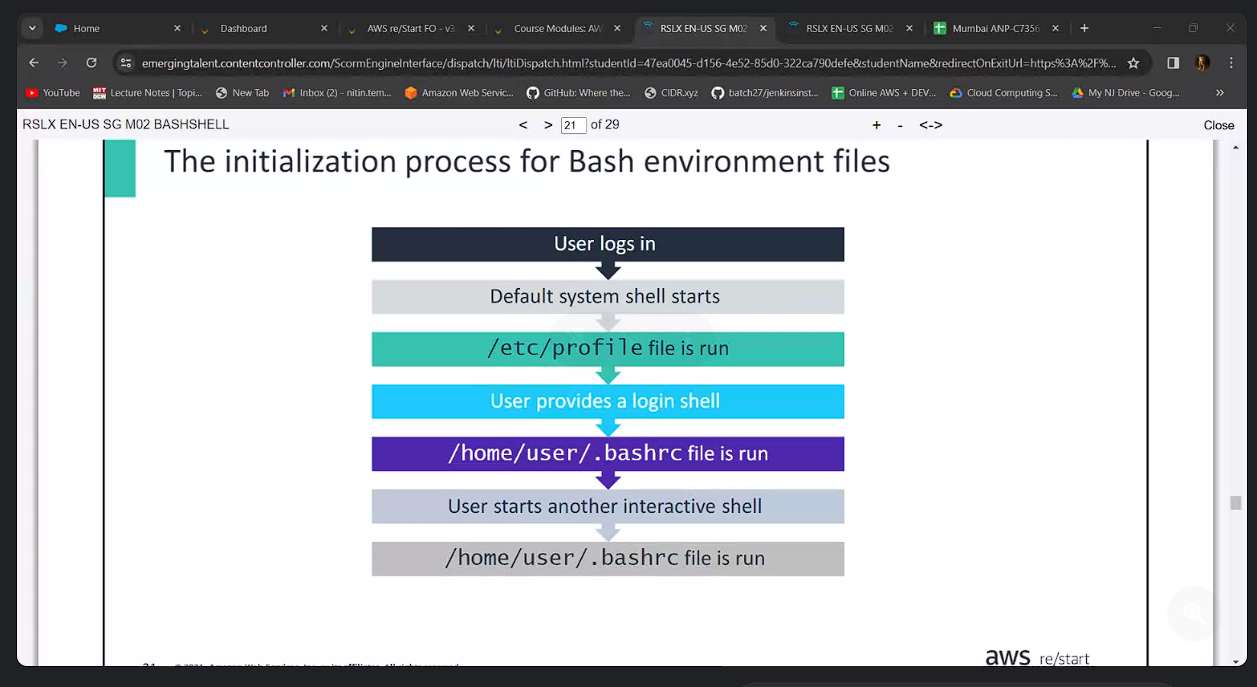 Home
Dashboard
AWS re/Start FO - v3.
Course Modules: AW
RSLX EN-US SG M02
RSLX EN-US SG M02
Mumbai ANP-C7356
emergingtalent.contentcontroller.com/ScormEngineInterface/dispatch/lti/ltiDispatch.html?studentId=47ea0045-d156-4e52-85d0-322ca790defe&studentName&redirectOnExitUrl=https%3A%2F%...
YouTube
Lecture Notes | Topi...
New Tab
Inbox (2) - nitin.tem...
Amazon Web Servic...
GitHub: Where the...
CIDR.xyz
batch27/jenkinsinst...
Online AWS + DEV...
Cloud Computing S...
My NJ Drive - Goog...
RSLX EN-US SG M02 BASHSHELL
< > 21 of 29
+ - <->
Close
The initialization process for Bash environment files
User logs in
Default system shell starts
/etc/profile file is run
User provides a login shell
/home/user/.bashrc file is run
User starts another interactive shell
/home/user/.bashrc file is run
aws re/start